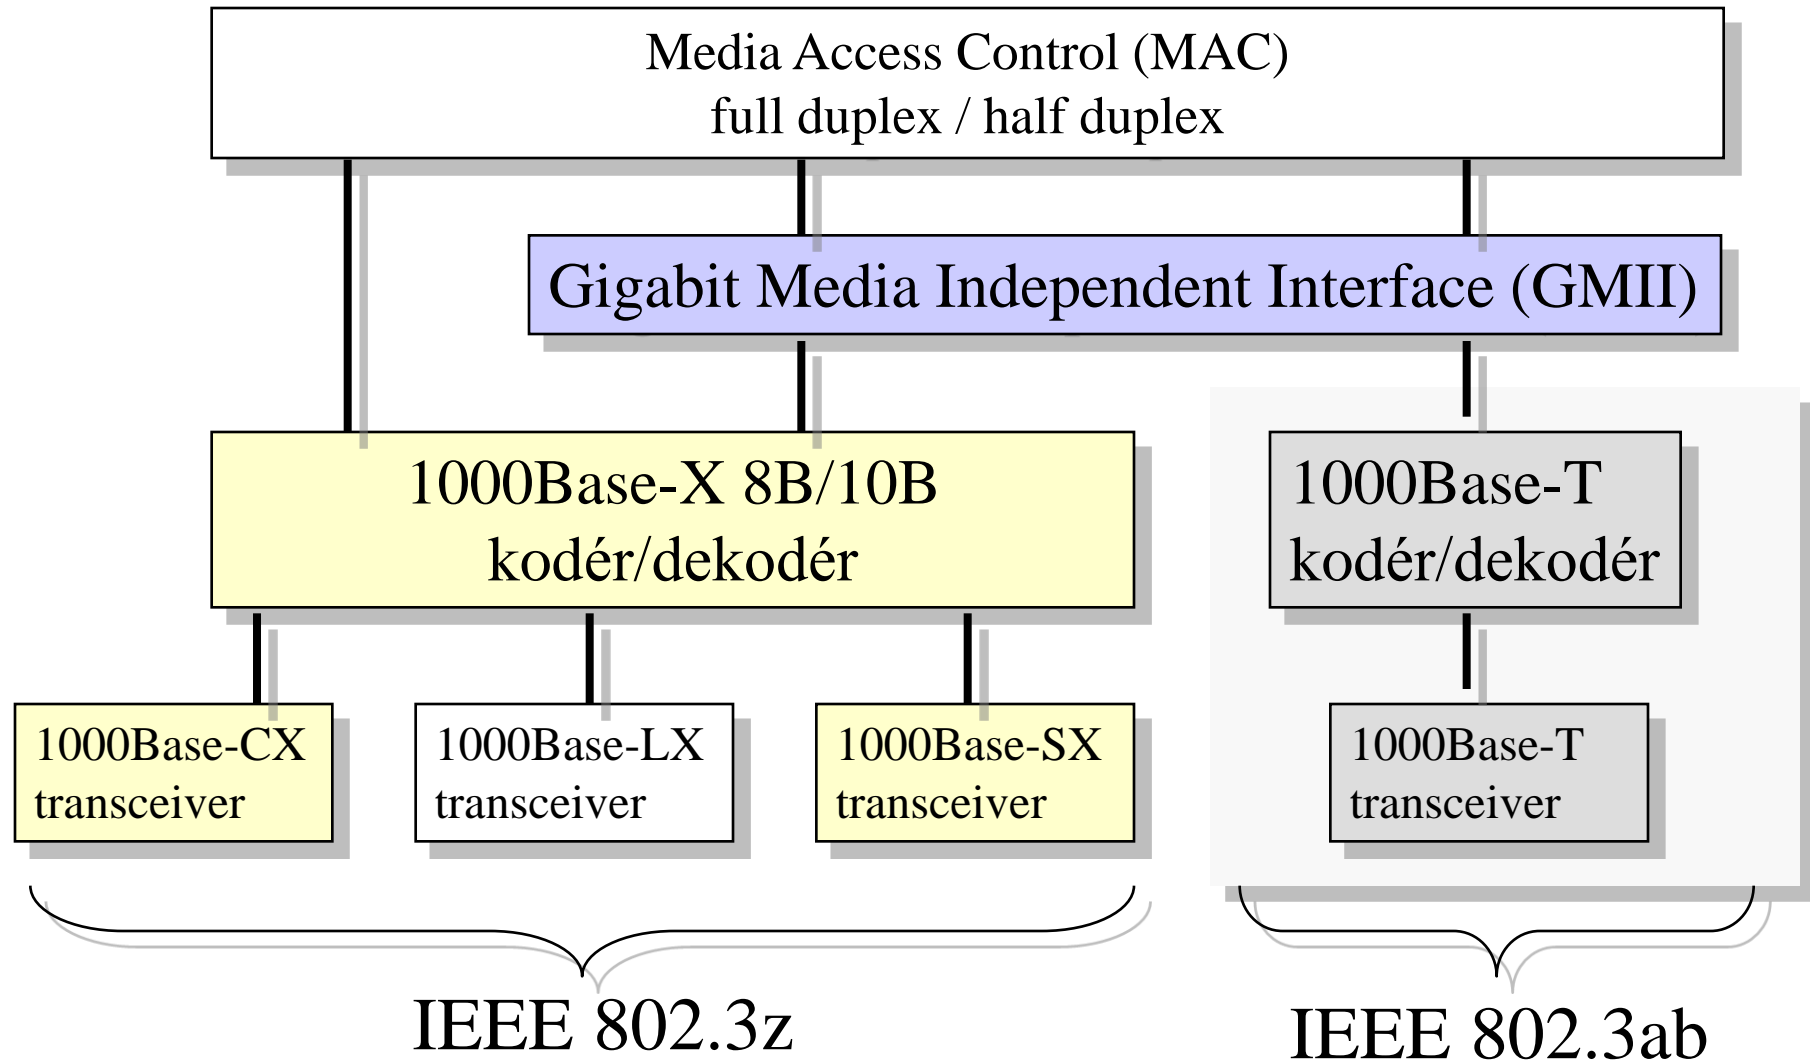 Media Access Control (MAC)
full duplex / half duplex
Gigabit Media Independent Interface (GMII)
1000Base-X 8B/10B
kodér/dekodér
1000Base-T
kodér/dekodér
1000Base-CX
transceiver
1000Base-LX
transceiver
1000Base-SX
transceiver
1000Base-T
transceiver
IEEE 802.3z
IEEE 802.3ab